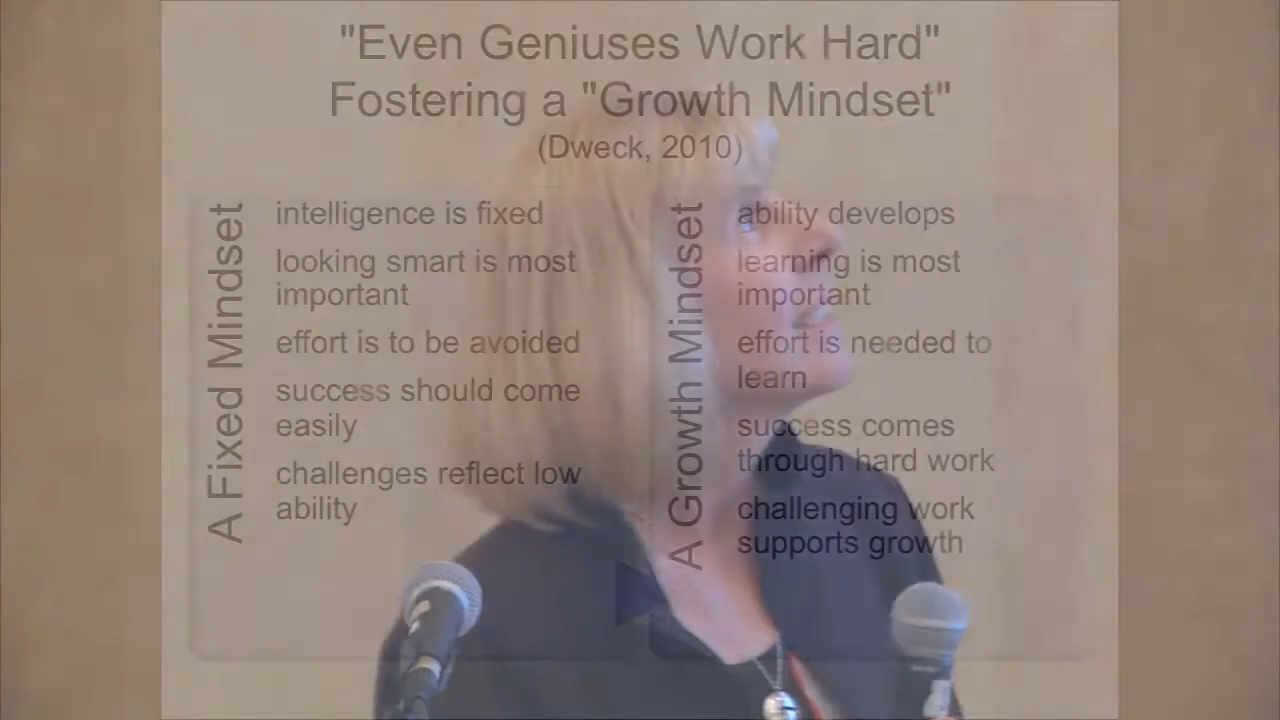 "Even Geniuses Work Hard"
Fostering a "Growth Mindset"
(Dweck, 2010)
A Fixed Mindset
intelligence is fixed
looking smart is most
important
effort is to be avoided
success should come
easily
challenges reflect low
ability
A Growth Mindset
ability develops
learning is most
important
effort is needed to
learn
success comes
through hard work
challenging work
supports growth